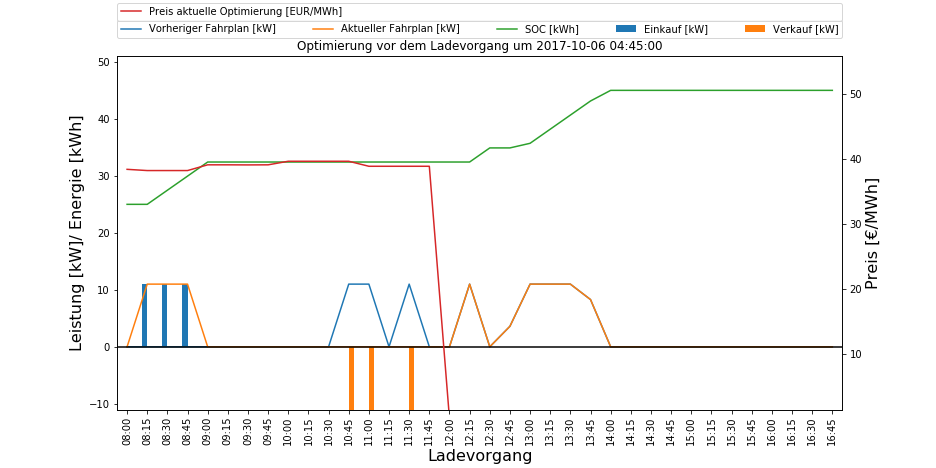 Preis aktuelle Optimierung [EUR/MWh]
Vorheriger Fahrplan [kW] Aktueller Fahrplan [kW] SOC [kWh] Einkauf [kW] Verkauf [kW]
Optimierung vor dem Ladevorgang um 2017-10-06 04:45:00
Leistung [kW]/ Energie [kWh]
50
40
30
20
10
0
−10
Preis [€/MWh]
50
40
30
20
10
08:00 08:15 08:30 08:45 09:00 09:15 09:30 09:45 10:00 10:15 10:30 10:45 11:00 11:15 11:30 11:45 12:00 12:15 12:30 12:45 13:00 13:15 13:30 13:45 14:00 14:15 14:30 14:45 15:00 15:15 15:30 15:45 16:00 16:15 16:30 16:45
Ladevorgang